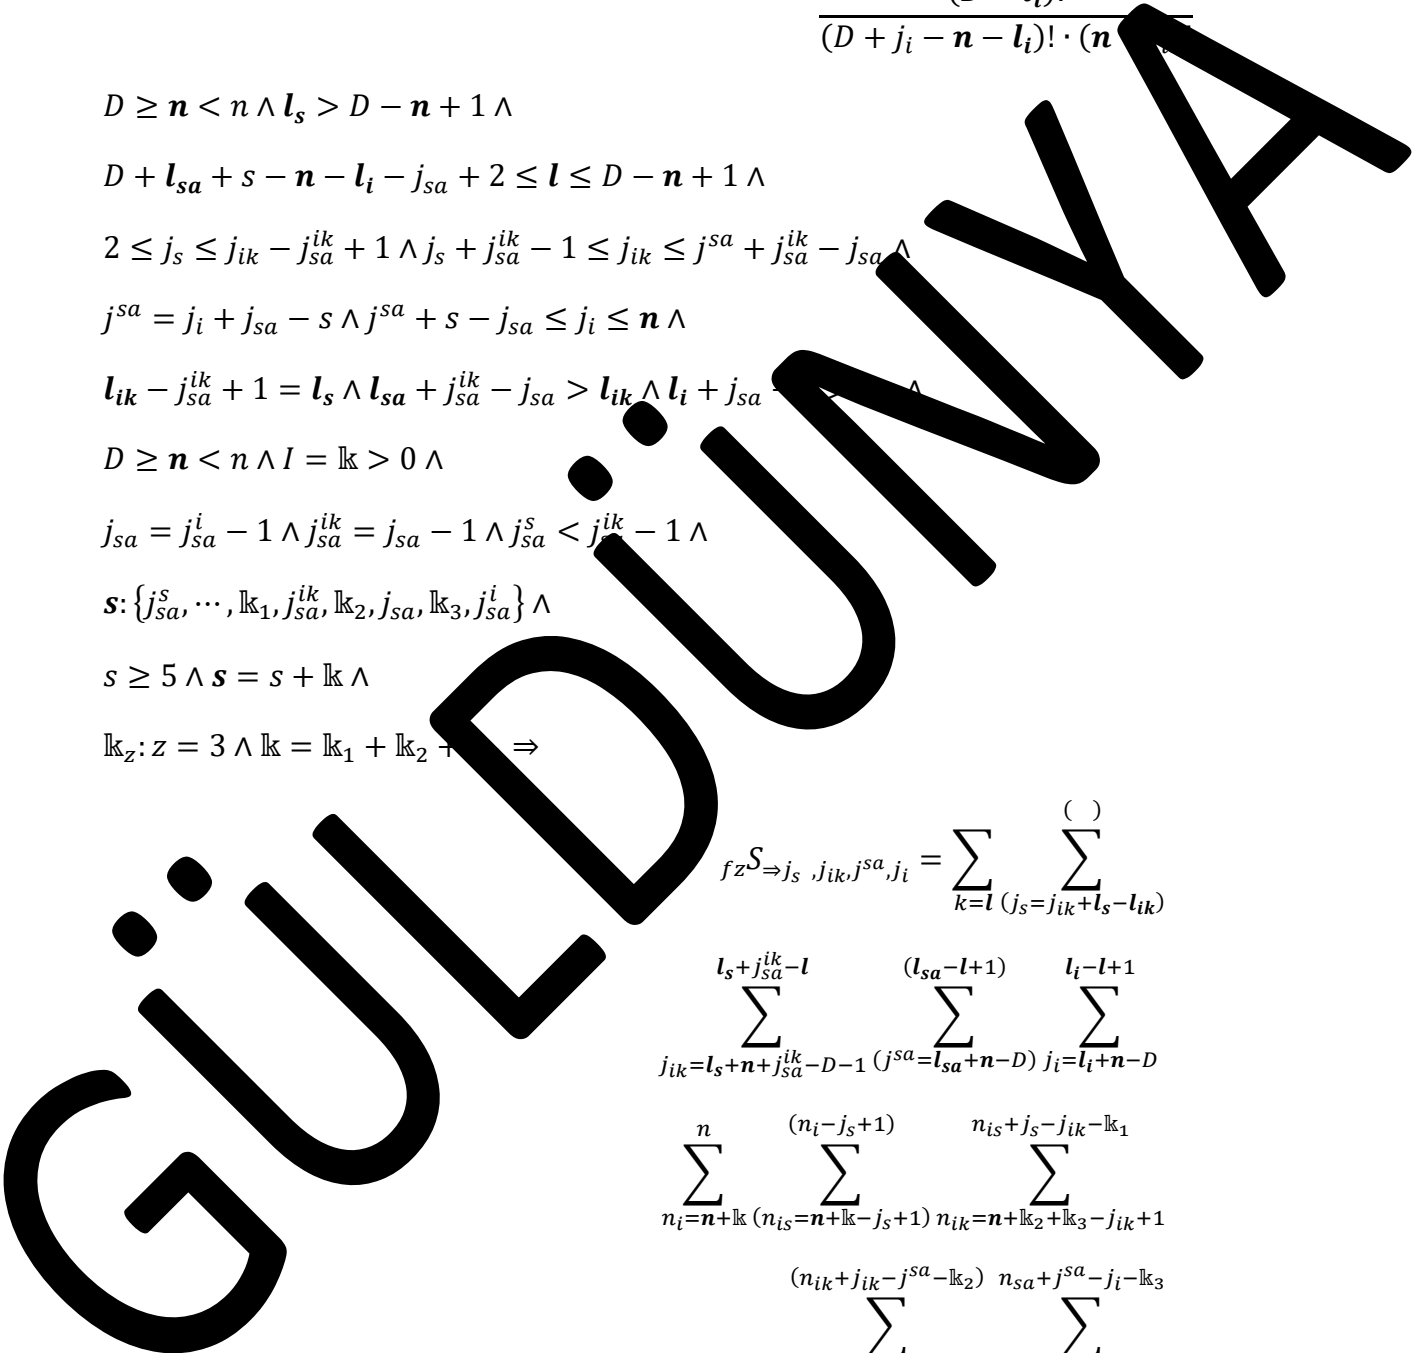 (D + j_i − n − l_i)! · (n
D ≥ n < n ∧ l_s > D − n + 1 ∧
D + l_sa + s − n − l_i − j_sa + 2 ≤ l ≤ D − n + 1 ∧
2 ≤ j_s ≤ j_ik − j_sa^ik + 1 ∧ j_s + j_sa^ik − 1 ≤ j_ik ≤ j^sa + j_sa^ik − j_sa ∧
j^sa = j_i + j_sa − s ∧ j^sa + s − j_sa ≤ j_i ≤ n ∧
l_ik − j_sa^ik + 1 = l_s ∧ l_sa + j_sa^ik − j_sa > l_ik ∧ l_i + j_sa
D ≥ n < n ∧ I = 𝕜 > 0 ∧
j_sa = j_sa^i − 1 ∧ j_sa^ik = j_sa − 1 ∧ j_sa^s < j_sa^ik − 1 ∧
s: {j_sa^s, ⋯ , 𝕜_1, j_sa^ik, 𝕜_2, j_sa, 𝕜_3, j_sa^i} ∧
s ≥ 5 ∧ s = s + 𝕜 ∧
𝕜_z: z = 3 ∧ 𝕜 = 𝕜_1 + 𝕜_2 + ⇒
( )
fzS_⇒j_s ,j_ik,j^sa,j_i = ∑ ∑
k=l (j_s=j_ik+l_s−l_ik)
l_s+j_sa^ik−l (l_sa−l+1) l_i−l+1
∑ ∑ ∑
j_ik=l_s+n+j_sa^ik−D−1 (j^sa=l_sa+n−D) j_i=l_i+n−D
n (n_i−j_s+1) n_is+j_s−j_ik−𝕜_1
∑ ∑ ∑
n_i=n+𝕜 (n_is=n+𝕜−j_s+1) n_ik=n+𝕜_2+𝕜_3−j_ik+1
(n_ik+j_ik−j^sa−𝕜_2) n_sa+j^sa−j_i−𝕜_3
∑ ∑
GÜLDÜNYA